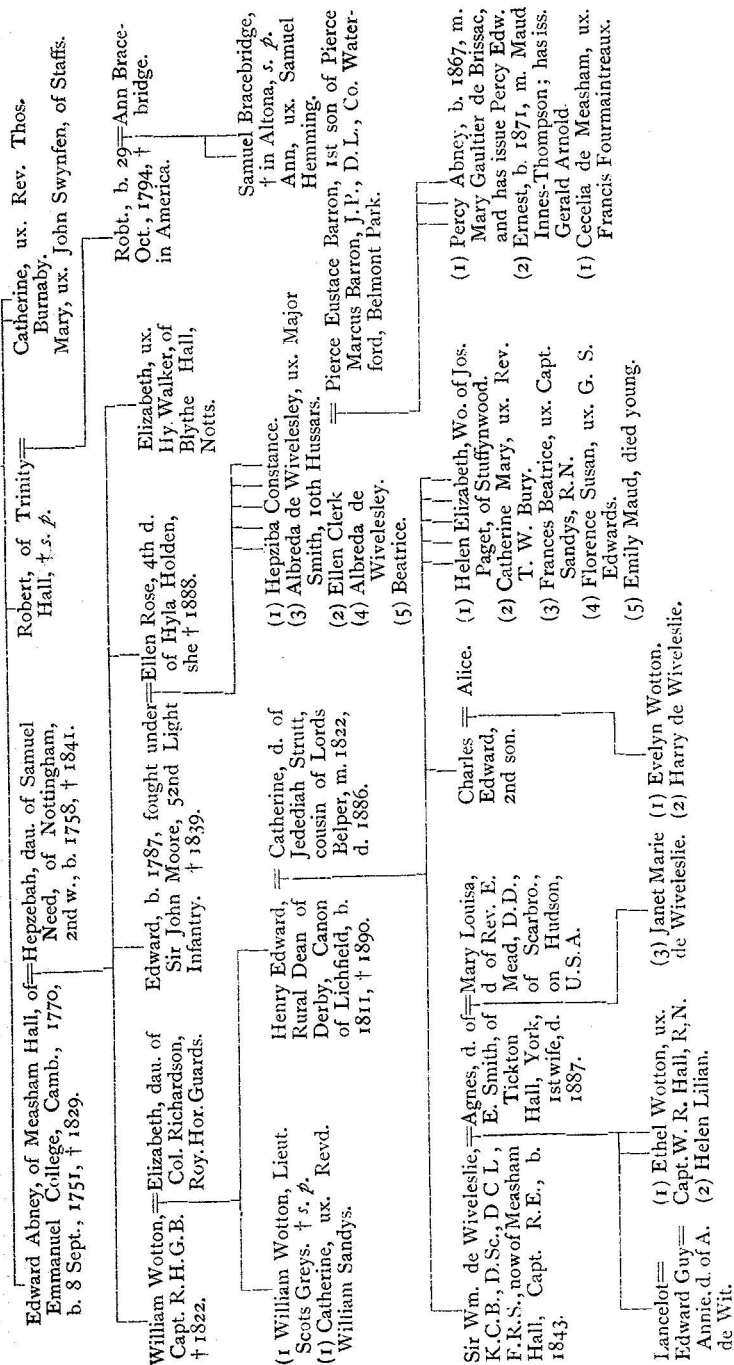 Edward Abney, of Measham Hall, of=Hepzebah, dau. of Samuel
Emmanuel College, Camb., 1770,
b. 8 Sept., 1751, † 1829.
Need, of Nottingham,
2nd w., b. 1758, † 1841.
Robert, of Trinity=
Hall, † s. p.
Catherine, ux. Rev. Thos.
Burnaby.
Mary, ux. John Swynfen, of Staffs.
William Wotton,=Elizabeth, dau. of
Capt. R.H.G.B.
† 1822.
Col. Richardson,
Roy. Hor. Guards.
Edward, b. 1787, fought under=Ellen Rose, 4th d.
Sir John Moore, 52nd Light
Infantry. † 1839.
of Hyla Holden,
she † 1888.
Elizabeth, ux.
Hy. Walker, of
Blythe Hall,
Notts.
Robt., b. 29=Ann Brace-
Oct., 1794, †
in America.
bridge.
Samuel Bracebridge,
† in Altona, s. p.
Ann, ux. Samuel
Hemming.
(1 William Wotton, Lieut.
Scots Greys. † s. p.
(1) Catherine, ux. Revd.
William Sandys.
Henry Edward,
Rural Dean of
Derby, Canon
of Lichfield, b.
1811, † 1890.
= Catherine, d. of
Jedediah Strutt,
cousin of Lords
Belper, m. 1822,
d. 1886.
(1) Hepziba Constance.
(3) Albreda de Wivelesley, ux. Major
Smith, 10th Hussars.
(2) Ellen Clerk
(4) Albreda de
Wivelesley.
(5) Beatrice.
= Pierce Eustace Barron, 1st son of Pierce
Marcus Barron, J.P., D.L., Co. Water-
ford, Belmont Park.
Sir Wm. de Wiveleslie,=Agnes, d. of=Mary Louisa,
K.C.B., D.Sc., D C L,
F.R.S., now of Measham
Hall, Capt. R.E., b.
1843.
E. Smith, of
Tickton
Hall, York,
1st wife, d.
1887.
d of Rev. E.
Mead, D.D.,
of Scarbro.,
on Hudson,
U.S.A.
Charles = Alice.
Edward,
2nd son.
(1) Helen Elizabeth, Wo. of Jos.
Paget, of Stuffynwood.
(2) Catherine Mary, ux. Rev.
T. W. Bury.
(3) Frances Beatrice, ux. Capt.
Sandys, R.N.
(4) Florence Susan, ux. G. S.
Edwards.
(5) Emily Maud, died young.
(1) Percy Abney, b. 1867, m.
Mary Gaultier de Brissac,
and has issue Percy Edw.
(2) Ernest, b. 1871, m. Maud
Innes-Thompson; has iss.
Gerald Arnold.
(1) Cecelia de Measham, ux.
Francis Fourmaintreaux.
Lancelot=
Edward Guy=
Annie, d. of A.
de Wit.
(1) Ethel Wotton, ux.
Capt. W. R. Hall, R,N.
(2) Helen Lilian.
(3) Janet Marie
de Wiveleslie.
(1) Evelyn Wotton.
(2) Harry de Wiveleslie.